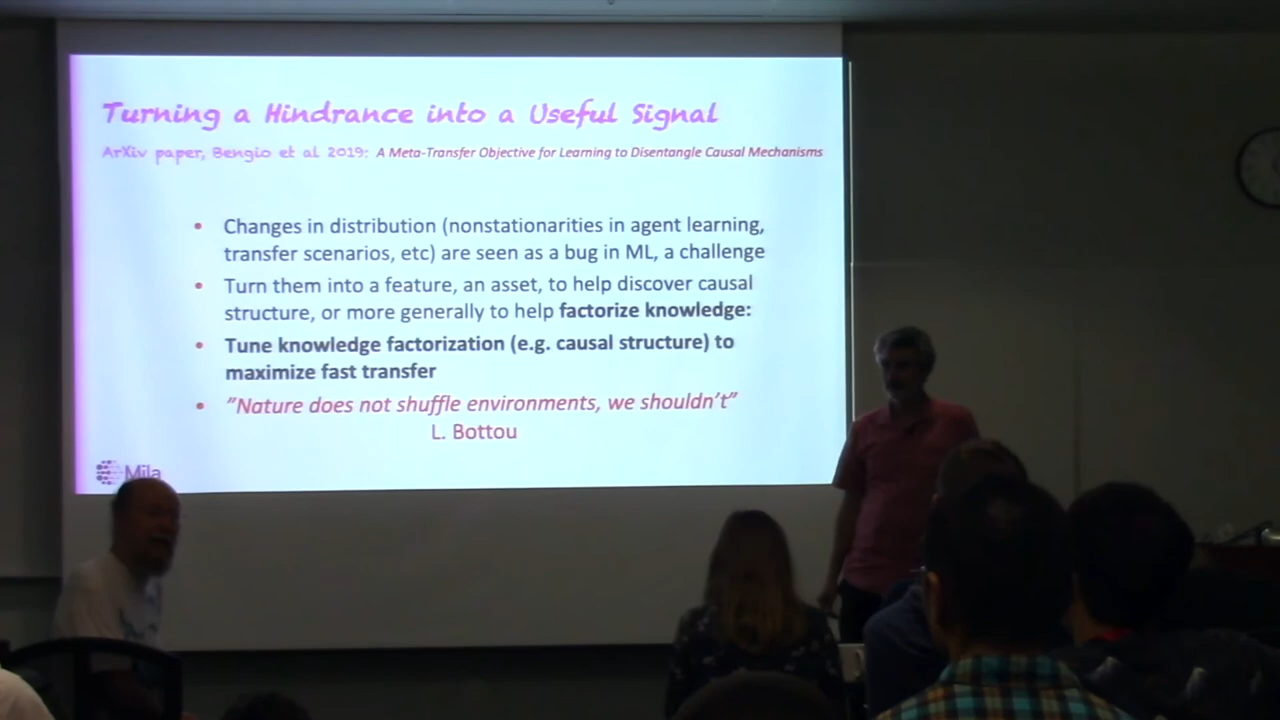 Turning a Hindrance into a Useful Signal
ArXiv paper, Bengio et al 2019: A Meta-Transfer Objective for Learning to Disentangle Causal Mechanisms
• Changes in distribution (nonstationarities in agent learning,
transfer scenarios, etc) are seen as a bug in ML, a challenge
• Turn them into a feature, an asset, to help discover causal
structure, or more generally to help factorize knowledge:
• Tune knowledge factorization (e.g. causal structure) to
maximize fast transfer
• ”Nature does not shuffle environments, we shouldn’t”
L. Bottou
Mila